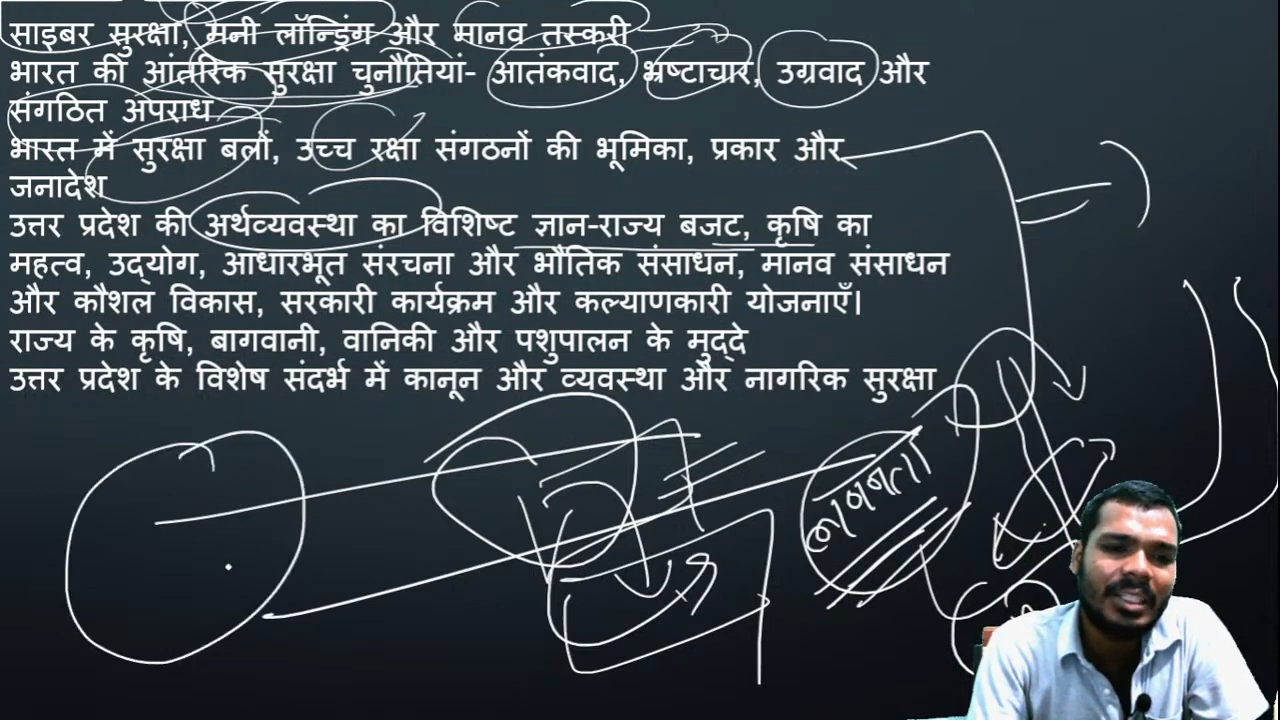 साइबर सुरक्षा, मनी लॉन्ड्रिंग और मानव तस्करी
भारत की आंतरिक सुरक्षा चुनौतियां- आतंकवाद, भ्रष्टाचार, उग्रवाद और
संगठित अपराध
भारत में सुरक्षा बलों, उच्च रक्षा संगठनों की भूमिका, प्रकार और
जनादेश
उत्तर प्रदेश की अर्थव्यवस्था का विशिष्ट ज्ञान-राज्य बजट, कृषि का
महत्व, उद्योग, आधारभूत संरचना और भौतिक संसाधन, मानव संसाधन
और कौशल विकास, सरकारी कार्यक्रम और कल्याणकारी योजनाएँ।
राज्य के कृषि, बागवानी, वानिकी और पशुपालन के मुद्दे
उत्तर प्रदेश के विशेष संदर्भ में कानून और व्यवस्था और नागरिक सुरक्षा